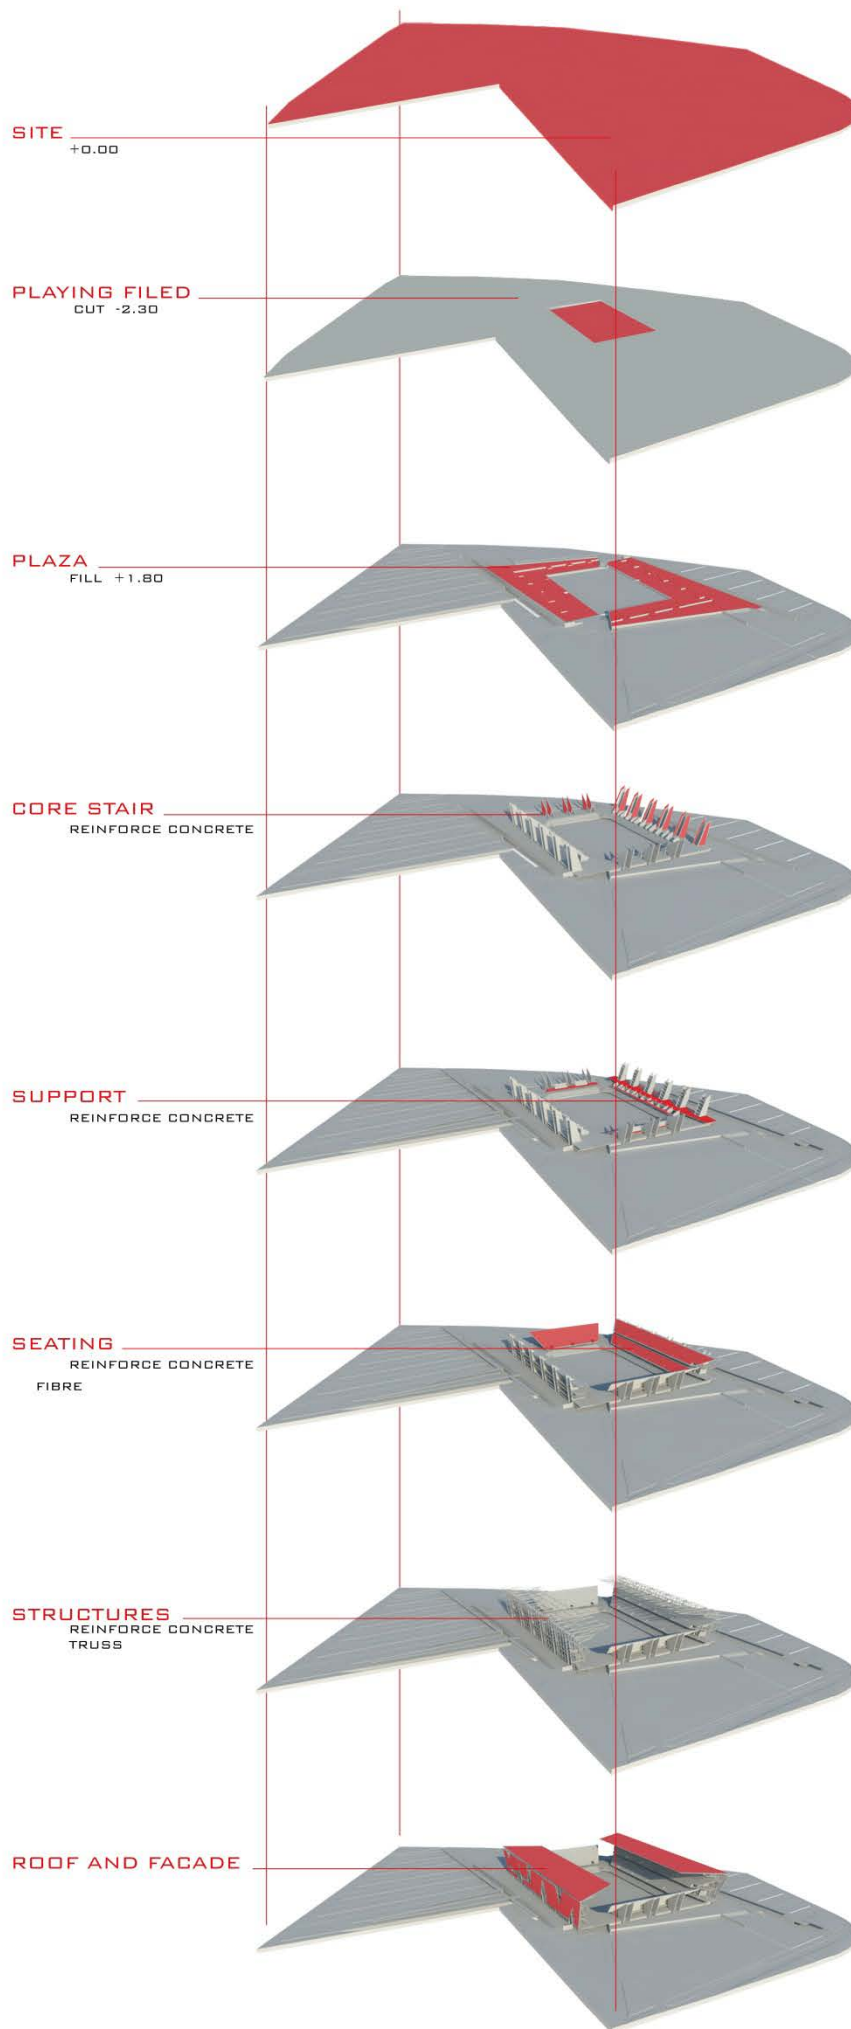 SITE
+0.00
PLAYING FILED
CUT -2.30
PLAZA
FILL +1.80
CORE STAIR
REINFORCE CONCRETE
SUPPORT
REINFORCE CONCRETE
SEATING
REINFORCE CONCRETE
FIBRE
STRUCTURES
REINFORCE CONCRETE
TRUSS
ROOF AND FACADE